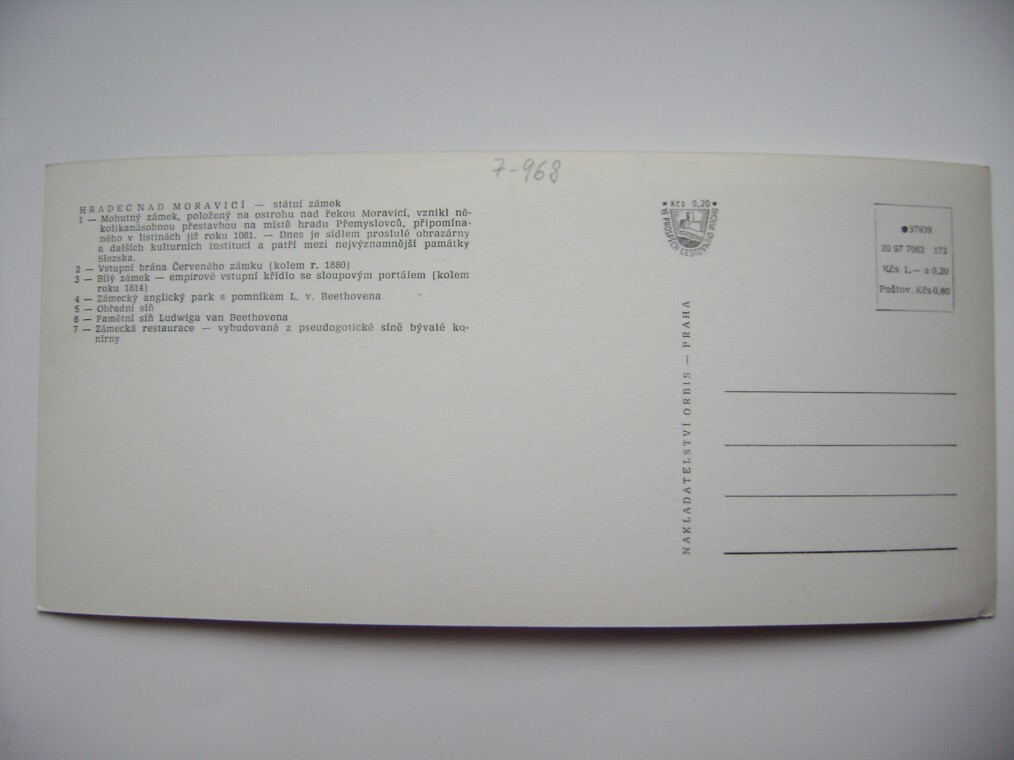 7-968
HRADEC NAD MORAVICÍ — státní zámek
1 — Mohutný zámek, položený na ostrohu nad řekou Moravicí, vznikl ně-
kolikanásobnou přestavbou na místě hradu Přemyslovců, připomína-
ného v listinách již roku 1061. — Dnes je sídlem proslulé obrazárny
a dalších kulturních institucí a patří mezi nejvýznamnější památky
Slezska.
2 — Vstupní brána Červeného zámku (kolem r. 1880)
3 — Bílý zámek — empírové vstupní křídlo se sloupovým portálem (kolem
roku 1814)
4 — Zámecký anglický park s pomníkem L. v. Beethovena
5 — Obřadní síň
6 — Pamětní síň Ludwiga van Beethovena
7 — Zámecká restaurace — vybudovaná z pseudogotické síně bývalé ko-
nírny
• Kčs 0,20 •
VE PROSPĚCH CESTOVNÍHO RUCHU
NAKLADATELSTVÍ ORBIS — PRAHA
●37939
20 97 7962 173
Kčs 1.— a 0,20
Poštov. Kčs 0,60